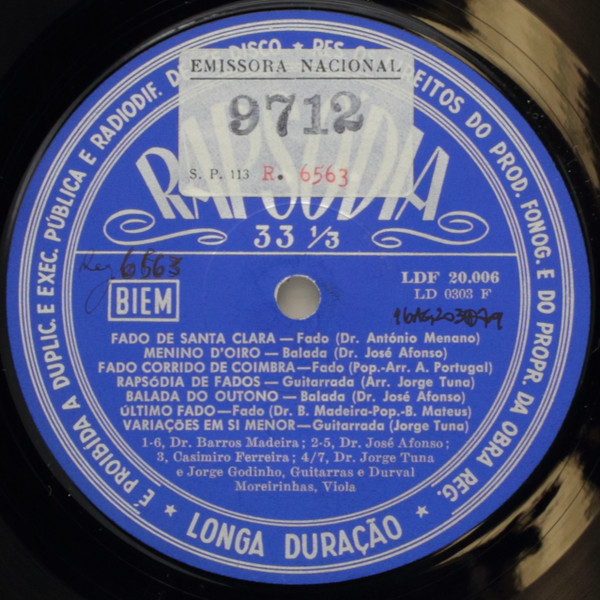 EMISSORA NACIONAL
9712
S. P. 113 R. 6563
RAPSÓDIA
33 1/3
Reg 6563
BIEM
LDF 20.006
LD 0303 F
FADO DE SANTA CLARA — Fado (Dr. António Menano)
MENINO D'OIRO — Balada (Dr. José Afonso)
FADO CORRIDO DE COIMBRA — Fado (Pop.-Arr. A. Portugal)
RAPSÓDIA DE FADOS — Guitarrada (Arr. Jorge Tuna)
BALADA DO OUTONO — Balada (Dr. José Afonso)
ÚLTIMO FADO — Fado (Dr. B. Madeira-Pop.-B. Mateus)
VARIAÇÕES EM SI MENOR — Guitarrada (Jorge Tuna)
1-6, Dr. Barros Madeira; 2-5, Dr. José Afonso;
3, Casimiro Ferreira; 4/7, Dr. Jorge Tuna
e Jorge Godinho, Guitarras e Durval
Moreirinhas, Viola
É PROIBIDA A DUPLIC. E EXEC. PÚBLICA E RADIODIF. DISCO ★ RES. EITOS DO PROD. FONOG. E DO PROPR. DA OBRA REG. ★
LONGA DURAÇÃO ★